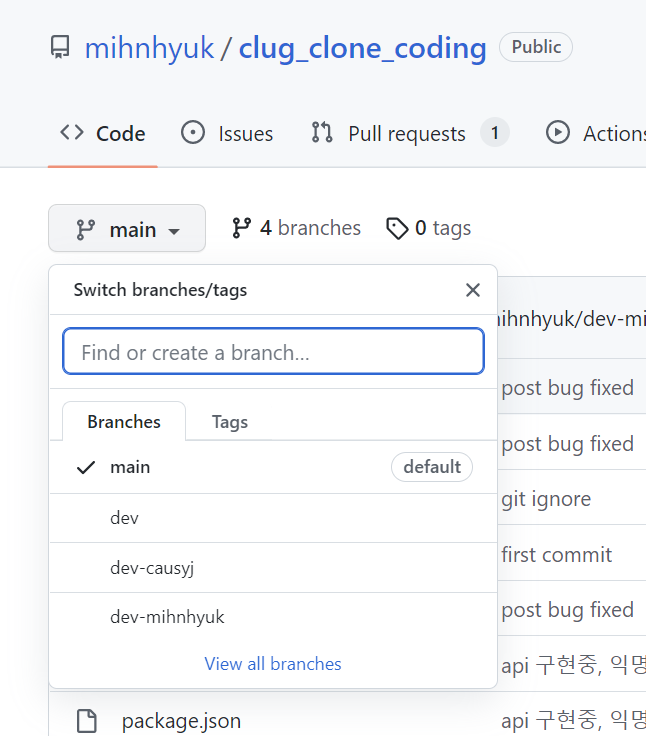 mihnhyuk / clug_clone_coding Public
Code Issues Pull requests 1 Actions
main 4 branches 0 tags
Switch branches/tags
Find or create a branch...
Branches Tags
main default
dev
dev-causyj
dev-mihnhyuk
View all branches
mihnhyuk/dev-mi
post bug fixed
post bug fixed
git ignore
first commit
post bug fixed
api 구현중, 익명
package.json api 구현중, 익명